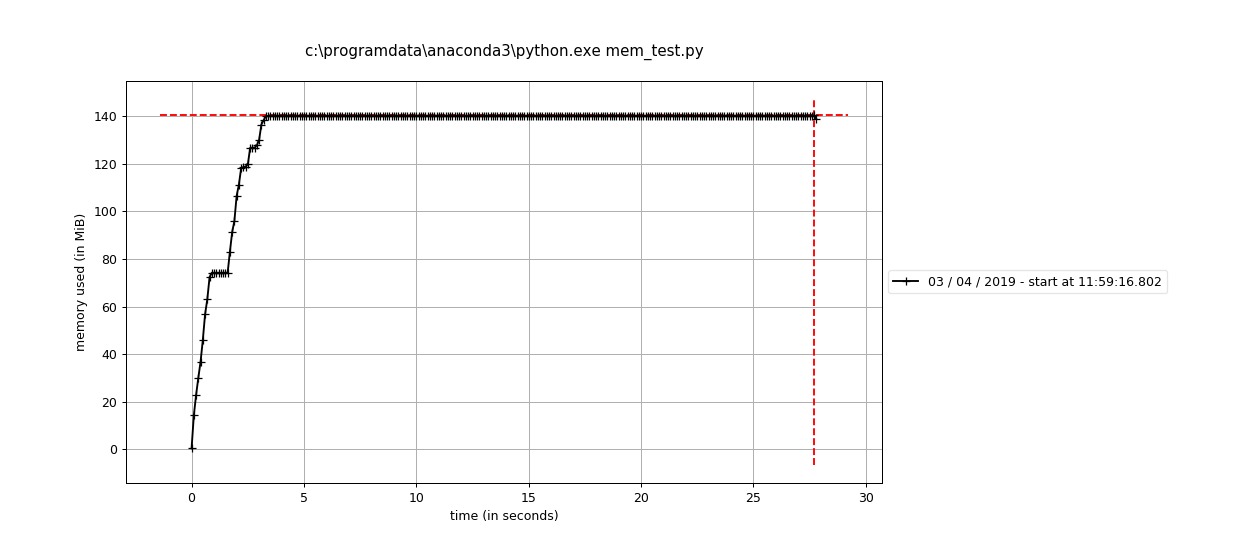 c:\programdata\anaconda3\python.exe mem_test.py
memory used (in MiB)
140
120
100
80
60
40
20
0
0 5 10 15 20 25 30
time (in seconds)
03 / 04 / 2019 - start at 11:59:16.802